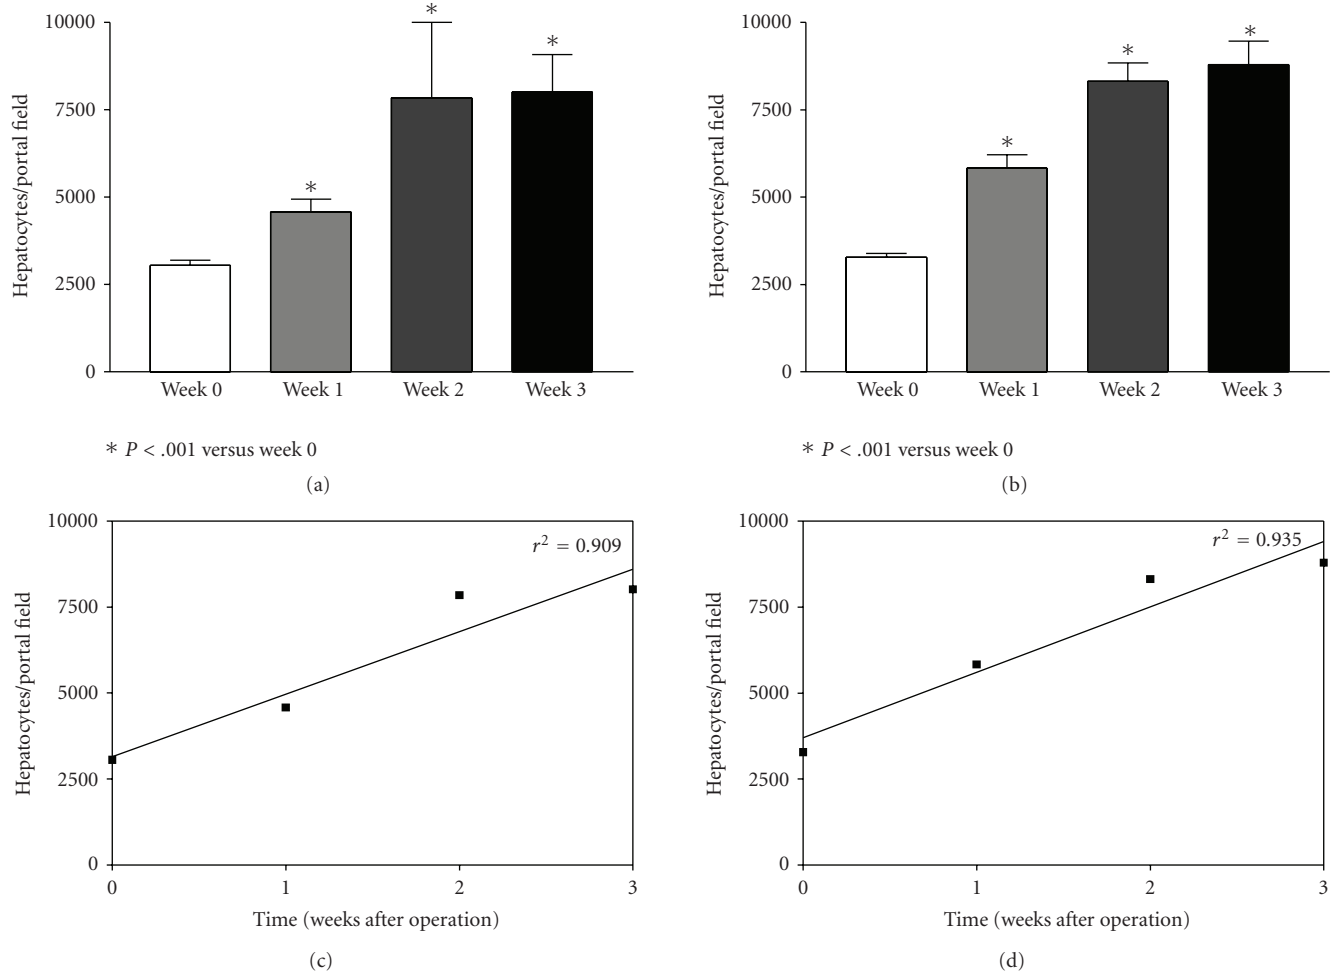 10000
7500
5000
2500
0
Hepatocytes/portal field
*
*
*
Week 0
Week 1
Week 2
Week 3
* P < .001 versus week 0
(a)
10000
7500
5000
2500
0
Hepatocytes/portal field
*
*
*
Week 0
Week 1
Week 2
Week 3
* P < .001 versus week 0
(b)
10000
7500
5000
2500
0
Hepatocytes/portal field
r² = 0.909
0
1
2
3
Time (weeks after operation)
(c)
10000
7500
5000
2500
0
Hepatocytes/portal field
r² = 0.935
0
1
2
3
Time (weeks after operation)
(d)